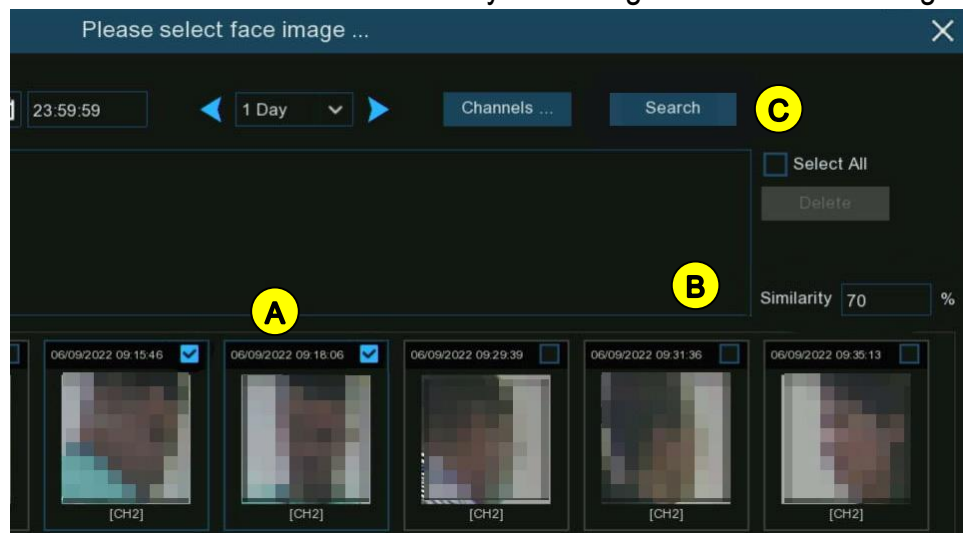 Please select face image ...
23:59:59 1 Day Channels ... Search C
Select All
Delete
B
Similarity 70 %
A
06/09/2022 09:15:46 06/09/2022 09:18:06 06/09/2022 09:29:39 06/09/2022 09:31:36 06/09/2022 09:35:13
[CH2] [CH2] [CH2] [CH2] [CH2]